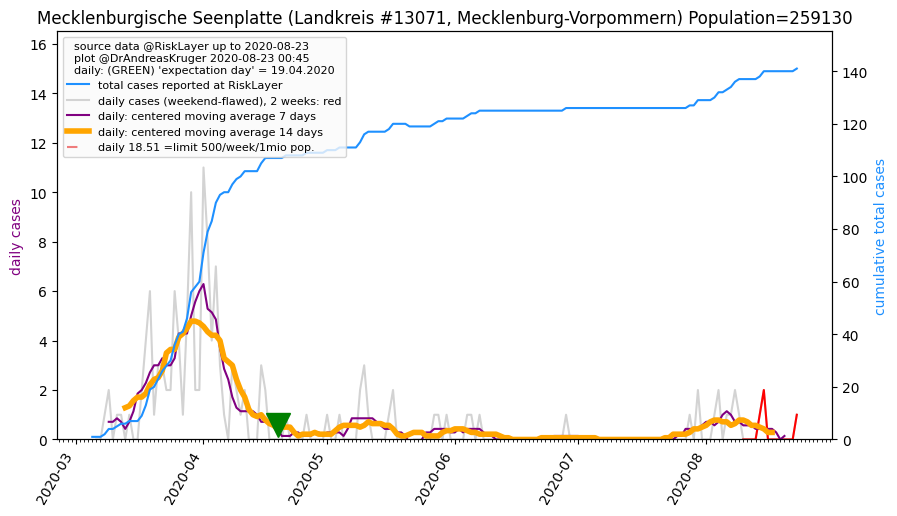 Mecklenburgische Seenplatte (Landkreis #13071, Mecklenburg-Vorpommern) Population=259130
source data @RiskLayer up to 2020-08-23
plot @DrAndreasKruger 2020-08-23 00:45
daily: (GREEN) 'expectation day' = 19.04.2020
total cases reported at RiskLayer
daily cases (weekend-flawed), 2 weeks: red
daily: centered moving average 7 days
daily: centered moving average 14 days
daily 18.51 =limit 500/week/1mio pop.
daily cases
16
14
12
10
8
6
4
2
0
140
120
100
80
60
40
20
0
cumulative total cases
2020-03
2020-04
2020-05
2020-06
2020-07
2020-08